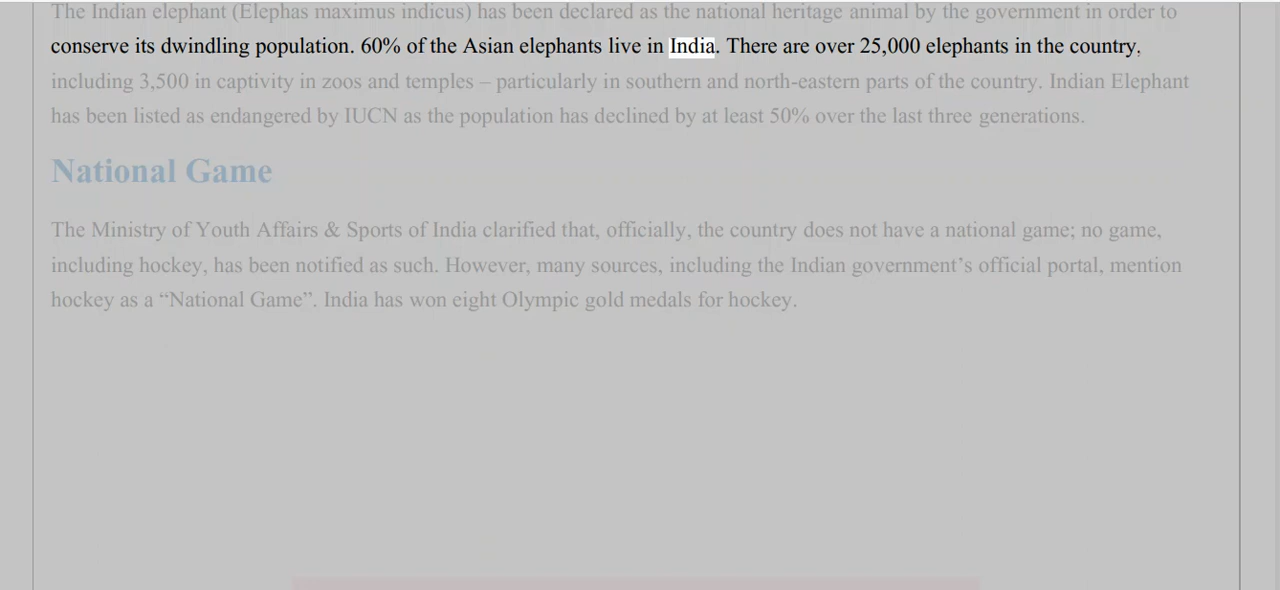 The Indian elephant (Elephas maximus indicus) has been declared as the national heritage animal by the government in order to
conserve its dwindling population. 60% of the Asian elephants live in India. There are over 25,000 elephants in the country,
including 3,500 in captivity in zoos and temples – particularly in southern and north-eastern parts of the country. Indian Elephant
has been listed as endangered by IUCN as the population has declined by at least 50% over the last three generations.
National Game
The Ministry of Youth Affairs & Sports of India clarified that, officially, the country does not have a national game; no game,
including hockey, has been notified as such. However, many sources, including the Indian government’s official portal, mention
hockey as a “National Game”. India has won eight Olympic gold medals for hockey.